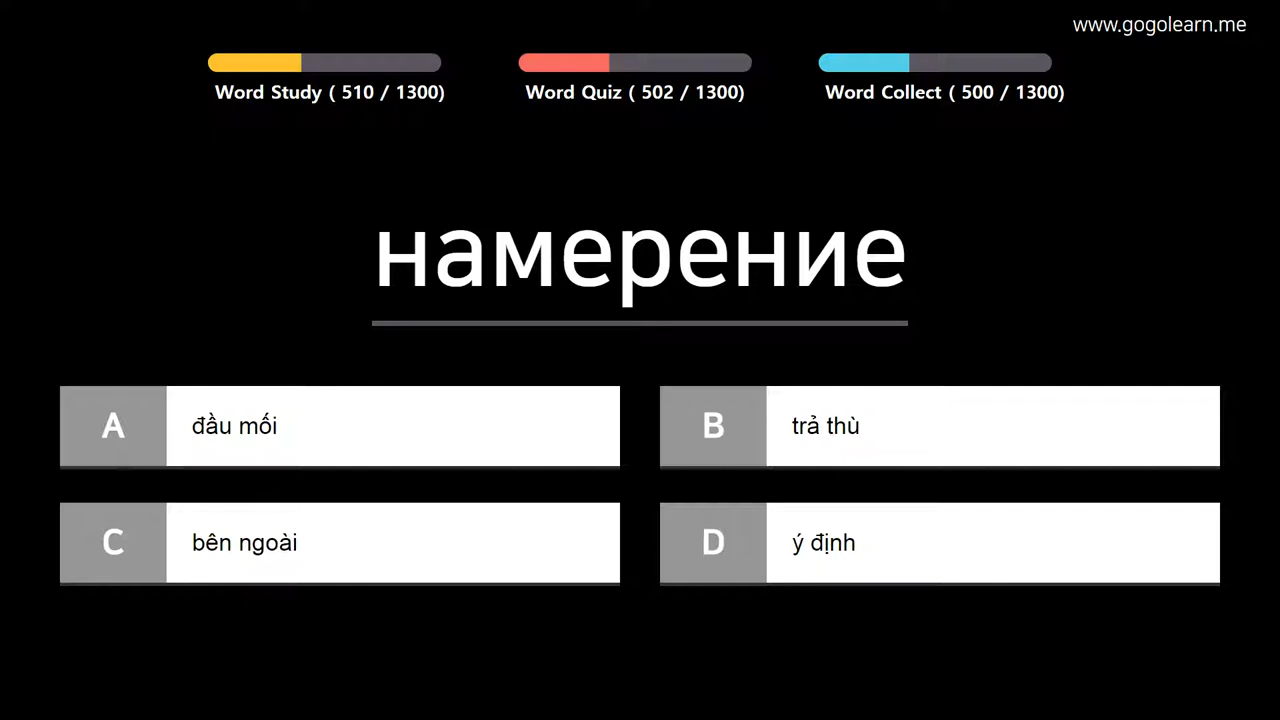 www.gogolearn.me
Word Study ( 510 / 1300)
Word Quiz ( 502 / 1300)
Word Collect ( 500 / 1300)
намерение
A đầu mối
B trả thù
C bên ngoài
D ý định